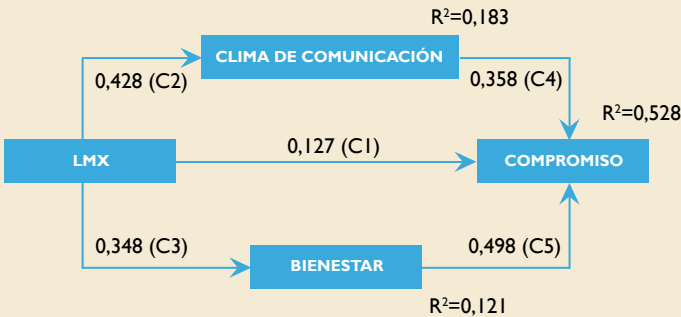 R²=0,183
CLIMA DE COMUNICACIÓN
0,428 (C2)
0,358 (C4)
R²=0,528
0,127 (C1)
LMX
COMPROMISO
0,348 (C3)
0,498 (C5)
BIENESTAR
R²=0,121